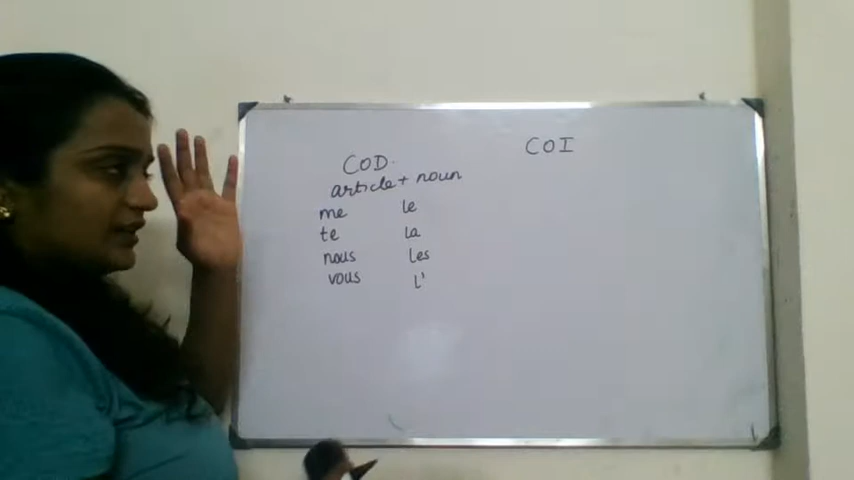 COD. COI
article + noun
me le
te la
nous les
vous l'